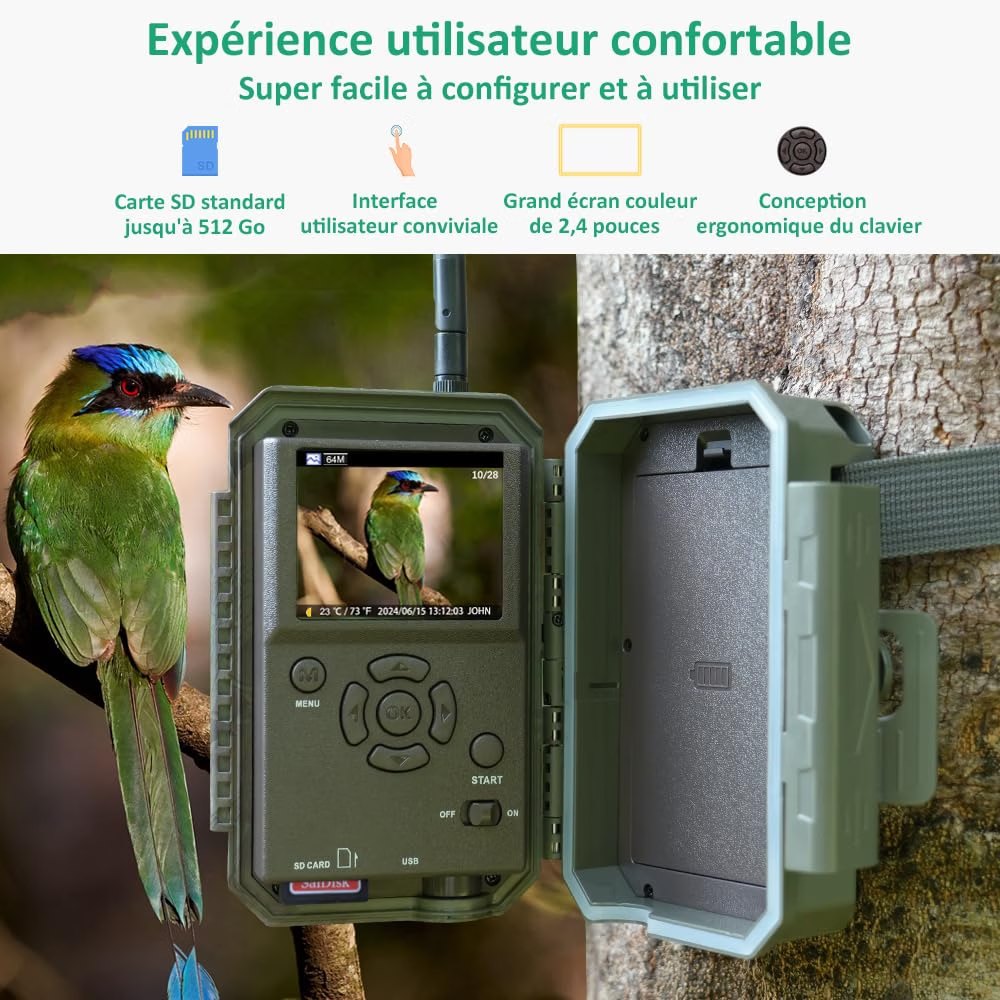 Expérience utilisateur confortable
Super facile à configurer et à utiliser
SD
Carte SD standard
jusqu'à 512 Go
Interface
utilisateur conviviale
Grand écran couleur
de 2,4 pouces
OK
Conception
ergonomique du clavier
64M
10/28
23 °C / 73 °F 2024/06/15 13:12:03 JOHN
M
MENU
OK
START
OFF
ON
SD CARD
USB
SanDisk